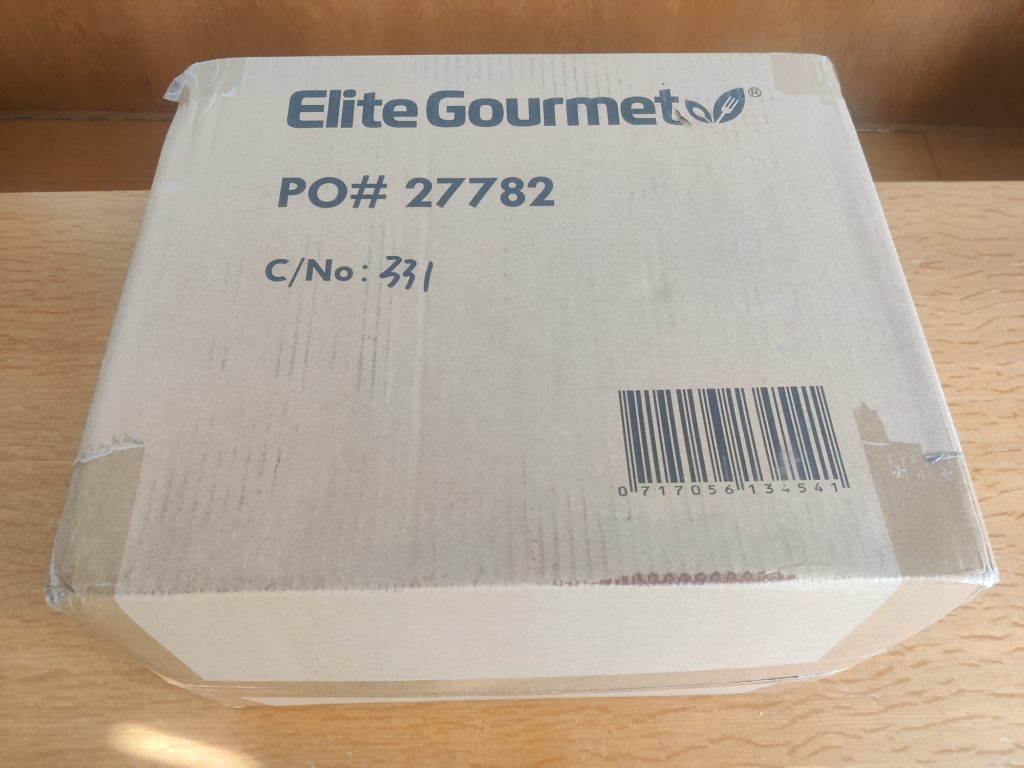 Elite Gourmet®
PO# 27782
C/No: 331
0 717056 134541